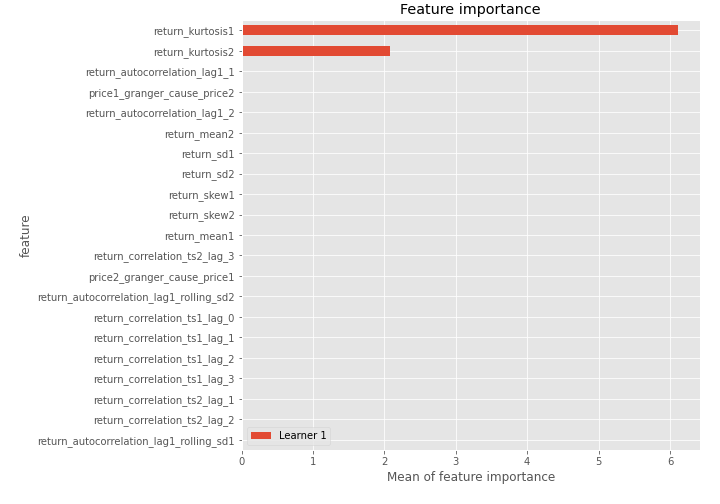 Feature importance
return_kurtosis1
return_kurtosis2
return_autocorrelation_lag1_1
price1_granger_cause_price2
return_autocorrelation_lag1_2
return_mean2
return_sd1
return_sd2
return_skew1
return_skew2
return_mean1
return_correlation_ts2_lag_3
price2_granger_cause_price1
return_autocorrelation_lag1_rolling_sd2
return_correlation_ts1_lag_0
return_correlation_ts1_lag_1
return_correlation_ts1_lag_2
return_correlation_ts1_lag_3
return_correlation_ts2_lag_1
return_correlation_ts2_lag_2
return_autocorrelation_lag1_rolling_sd1
feature
Learner 1
0 1 2 3 4 5 6
Mean of feature importance